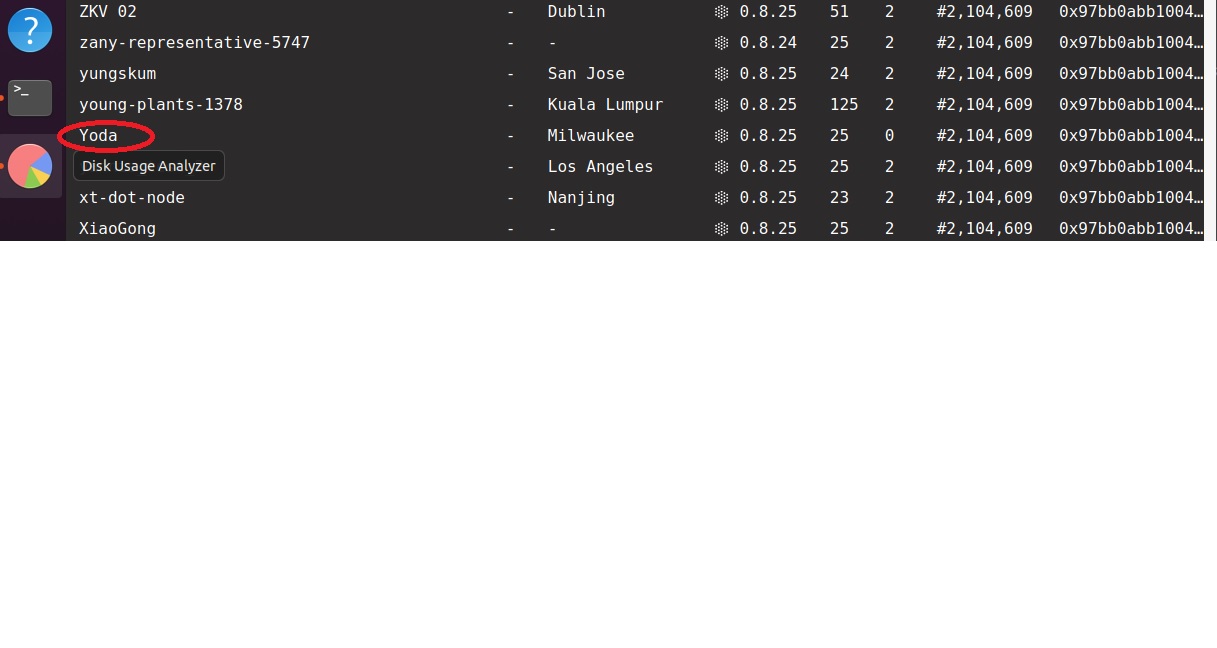 ZKV 02 - Dublin 0.8.25 51 2 #2,104,609 0x97bb0abb1004…
zany-representative-5747 - - 0.8.24 25 2 #2,104,609 0x97bb0abb1004…
yungskum - San Jose 0.8.25 24 2 #2,104,609 0x97bb0abb1004…
young-plants-1378 - Kuala Lumpur 0.8.25 125 2 #2,104,609 0x97bb0abb1004…
Yoda - Milwaukee 0.8.25 25 0 #2,104,609 0x97bb0abb1004…
Disk Usage Analyzer - Los Angeles 0.8.25 25 2 #2,104,609 0x97bb0abb1004…
xt-dot-node - Nanjing 0.8.25 23 2 #2,104,609 0x97bb0abb1004…
XiaoGong - - 0.8.25 25 2 #2,104,609 0x97bb0abb1004…